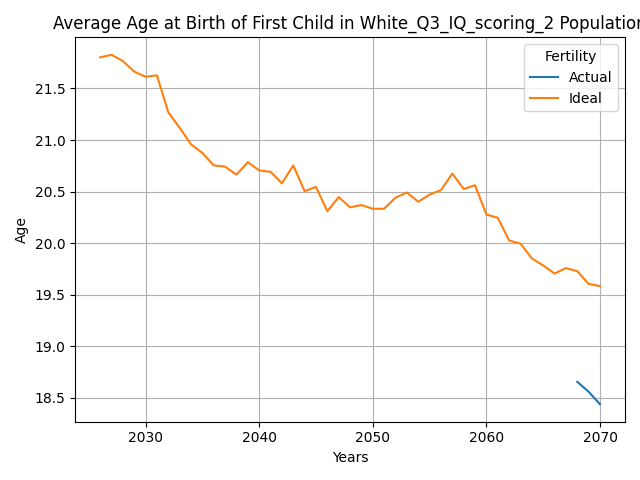 Average Age at Birth of First Child in White_Q3_IQ_scoring_2 Population
Fertility
Actual
Ideal
21.5
21.0
20.5
20.0
19.5
19.0
18.5
Age
2030 2040 2050 2060 2070
Years